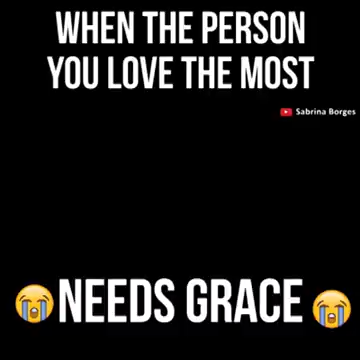 WHEN THE PERSON
YOU LOVE THE MOST
Sabrina Borges
NEEDS GRACE